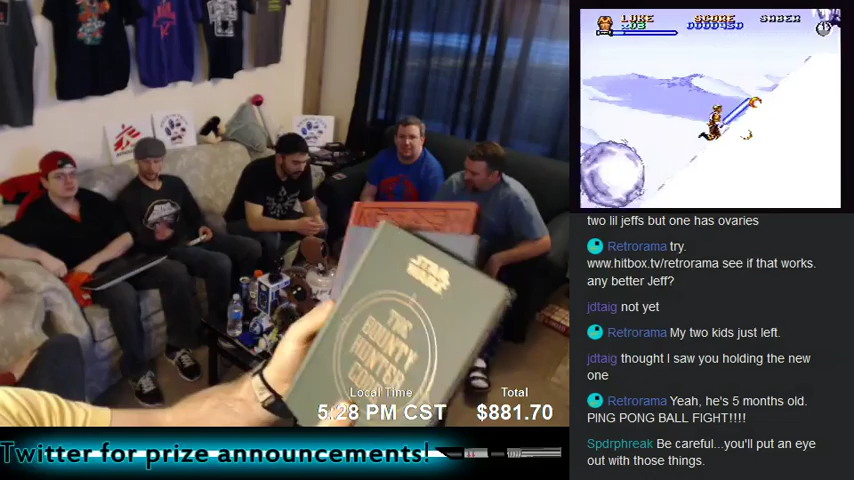 LUKE
SCORE
SABER
X05
0000450
STAR
WARS
THE
BOUNTY
HUNTER
Local Time
5:28 PM CST
Total
$881.70
Twitter for prize announcements!
two lil jeffs but one has ovaries
Retrorama try.
www.hitbox.tv/retrorama see if that works.
any better Jeff?
jdtaig not yet
Retrorama My two kids just left.
jdtaig thought I saw you holding the new
one
Retrorama Yeah, he's 5 months old.
PING PONG BALL FIGHT!!!!
Spdrphreak Be careful...you'll put an eye
out with those things.